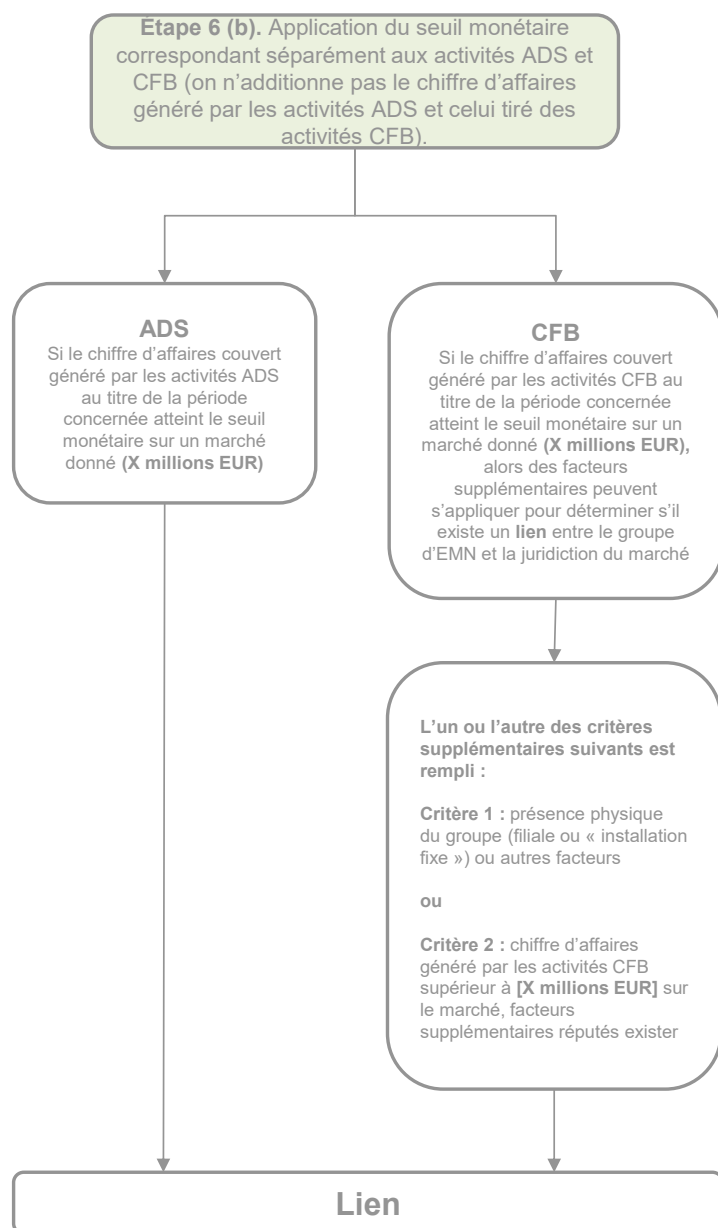 Étape 6 (b). Application du seuil monétaire
correspondant séparément aux activités ADS et
CFB (on n’additionne pas le chiffre d’affaires
généré par les activités ADS et celui tiré des
activités CFB).
ADS
Si le chiffre d’affaires couvert
généré par les activités ADS
au titre de la période
concernée atteint le seuil
monétaire sur un marché
donné (X millions EUR)
CFB
Si le chiffre d’affaires couvert
généré par les activités CFB au
titre de la période concernée
atteint le seuil monétaire sur un
marché donné (X millions EUR),
alors des facteurs
supplémentaires peuvent
s’appliquer pour déterminer s’il
existe un lien entre le groupe
d’EMN et la juridiction du marché
L’un ou l’autre des critères
supplémentaires suivants est
rempli :
Critère 1 : présence physique
du groupe (filiale ou « installation
fixe ») ou autres facteurs
ou
Critère 2 : chiffre d’affaires
généré par les activités CFB
supérieur à [X millions EUR] sur
le marché, facteurs
supplémentaires réputés exister
Lien